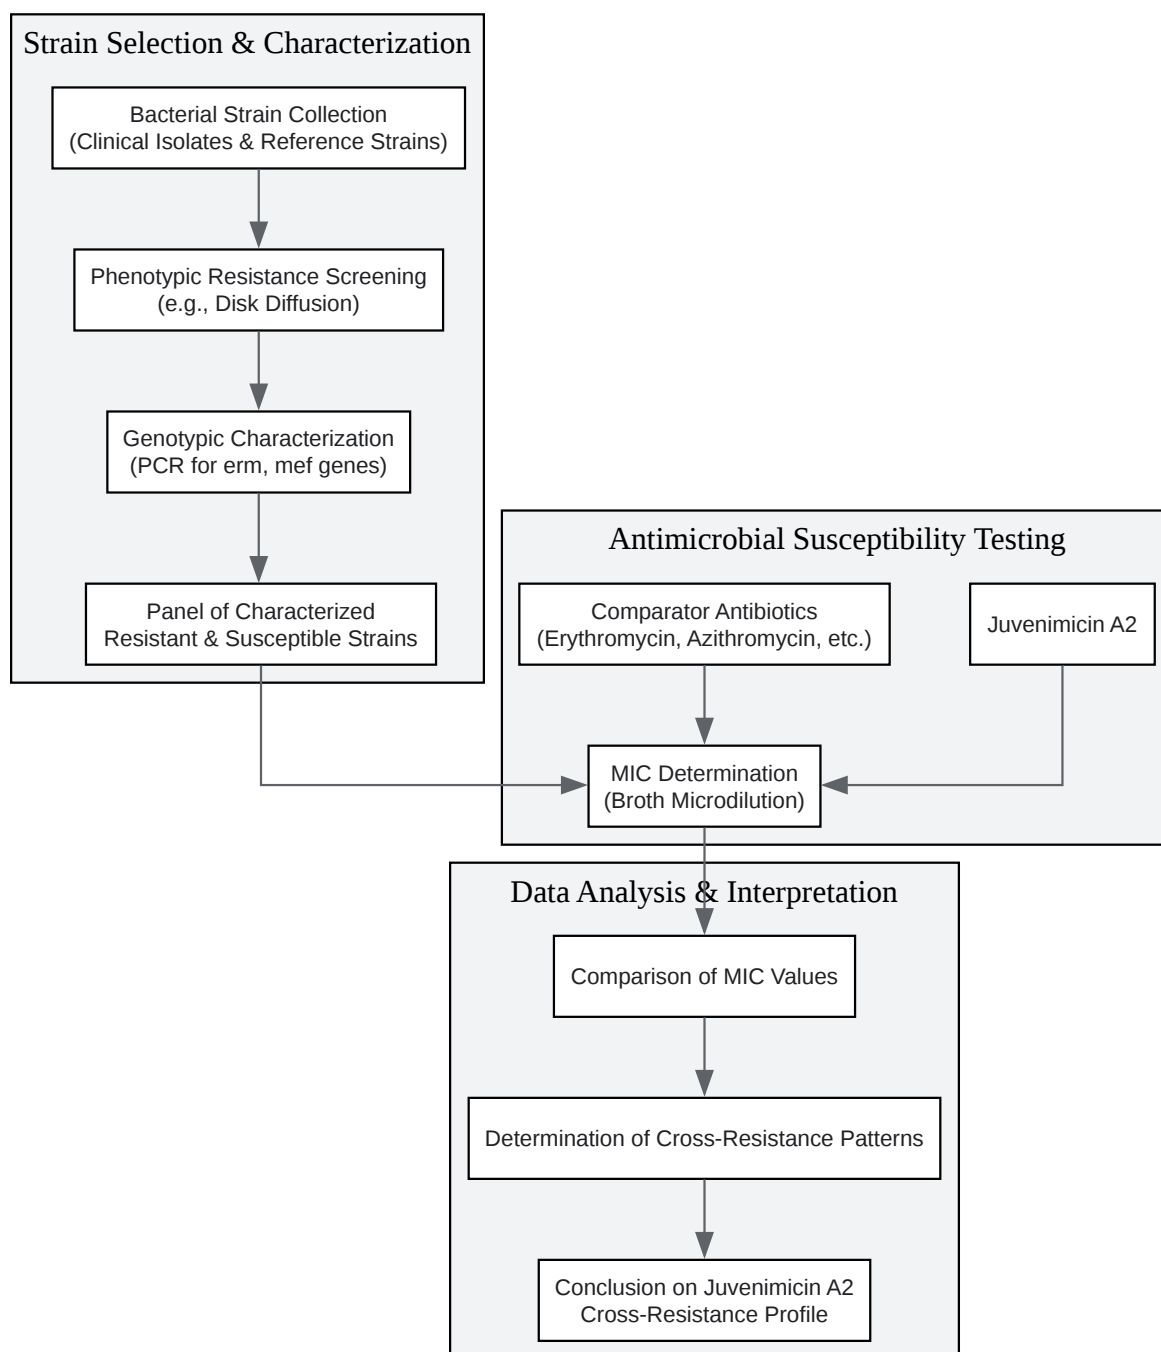 Strain Selection & Characterization
Bacterial Strain Collection
(Clinical Isolates & Reference Strains)
Phenotypic Resistance Screening
(e.g., Disk Diffusion)
Genotypic Characterization
(PCR for erm, mef genes)
Panel of Characterized
Resistant & Susceptible Strains
Antimicrobial Susceptibility Testing
Comparator Antibiotics
(Erythromycin, Azithromycin, etc.)
Juvenimicin A2
MIC Determination
(Broth Microdilution)
Data Analysis & Interpretation
Comparison of MIC Values
Determination of Cross-Resistance Patterns
Conclusion on Juvenimicin A2
Cross-Resistance Profile